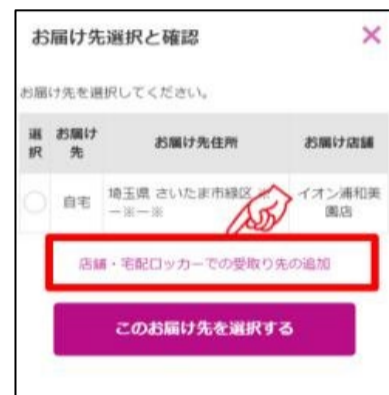 お届け先選択と確認
×
お届け先を選択してください。
選択 お届け先 お届け先住所 お届け店舗
自宅 埼玉県 さいたま市緑区 ※ー※ー※ イオン浦和美園店
店舗・宅配ロッカーでの受取り先の追加
このお届け先を選択する